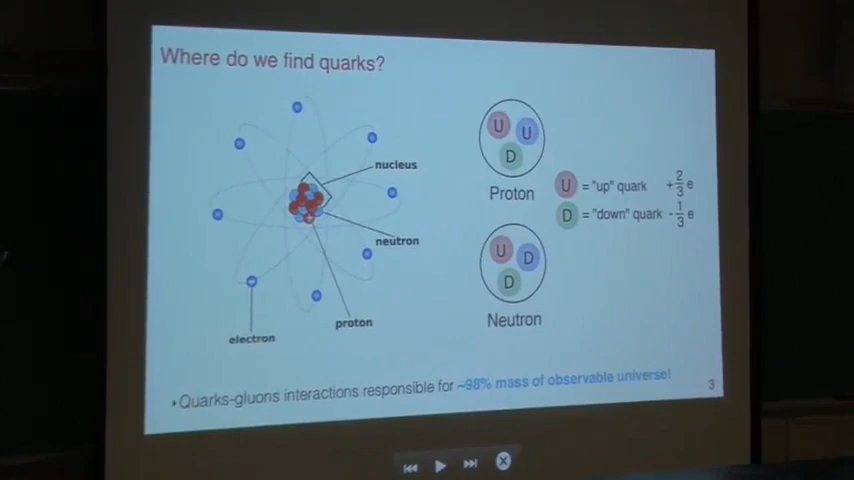 Where do we find quarks?
nucleus
neutron
proton
electron
U
U
D
Proton
U
D
D
Neutron
U = "up" quark +2/3 e
D = "down" quark -1/3 e
Quarks-gluons interactions responsible for ~98% mass of observable universe!
3